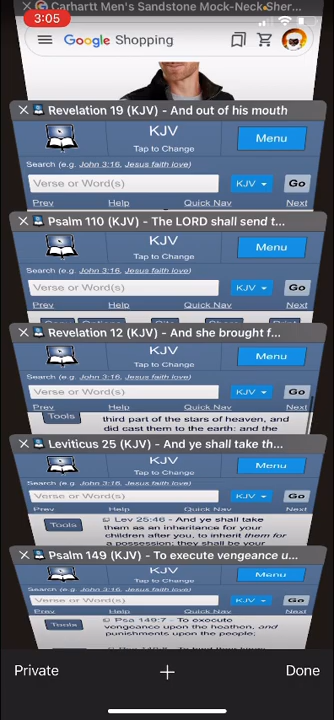 Carhartt Men's Sandstone Mock-Neck Sher...
3:05
Google Shopping
Revelation 19 (KJV) - And out of his mouth
KJV
Menu
Tap to Change
Search (e.g. John 3:16, Jesus faith love)
Verse or Word(s)
KJV
Go
Prev Help Quick Nav Next
Psalm 110 (KJV) - The LORD shall send t...
KJV
Menu
Tap to Change
Search (e.g. John 3:16, Jesus faith love)
Verse or Word(s)
KJV
Go
Prev Help Quick Nav Next
Revelation 12 (KJV) - And she brought f...
KJV
Menu
Tap to Change
Search (e.g. John 3:16, Jesus faith love)
Verse or Word(s)
KJV
Go
Prev Help Quick Nav Next
Tools
third part of the stars of heaven, and
did cast them to the earth: and the
Leviticus 25 (KJV) - And ye shall take th...
KJV
Menu
Tap to Change
Search (e.g. John 3:16, Jesus faith love)
Verse or Word(s)
KJV
Go
Prev Help Quick Nav Next
Tools
Lev 25:46 - And ye shall take
them as an inheritance for your
children after you, to inherit them for
a possession; they shall be your
Psalm 149 (KJV) - To execute vengeance u...
KJV
Menu
Tap to Change
Search (e.g. John 3:16, Jesus faith love)
Verse or Word(s)
KJV
Go
Prev Help Quick Nav Next
Tools
Psa 149:7 - To execute
vengeance upon the heathen, and
punishments upon the people;
Private
Done